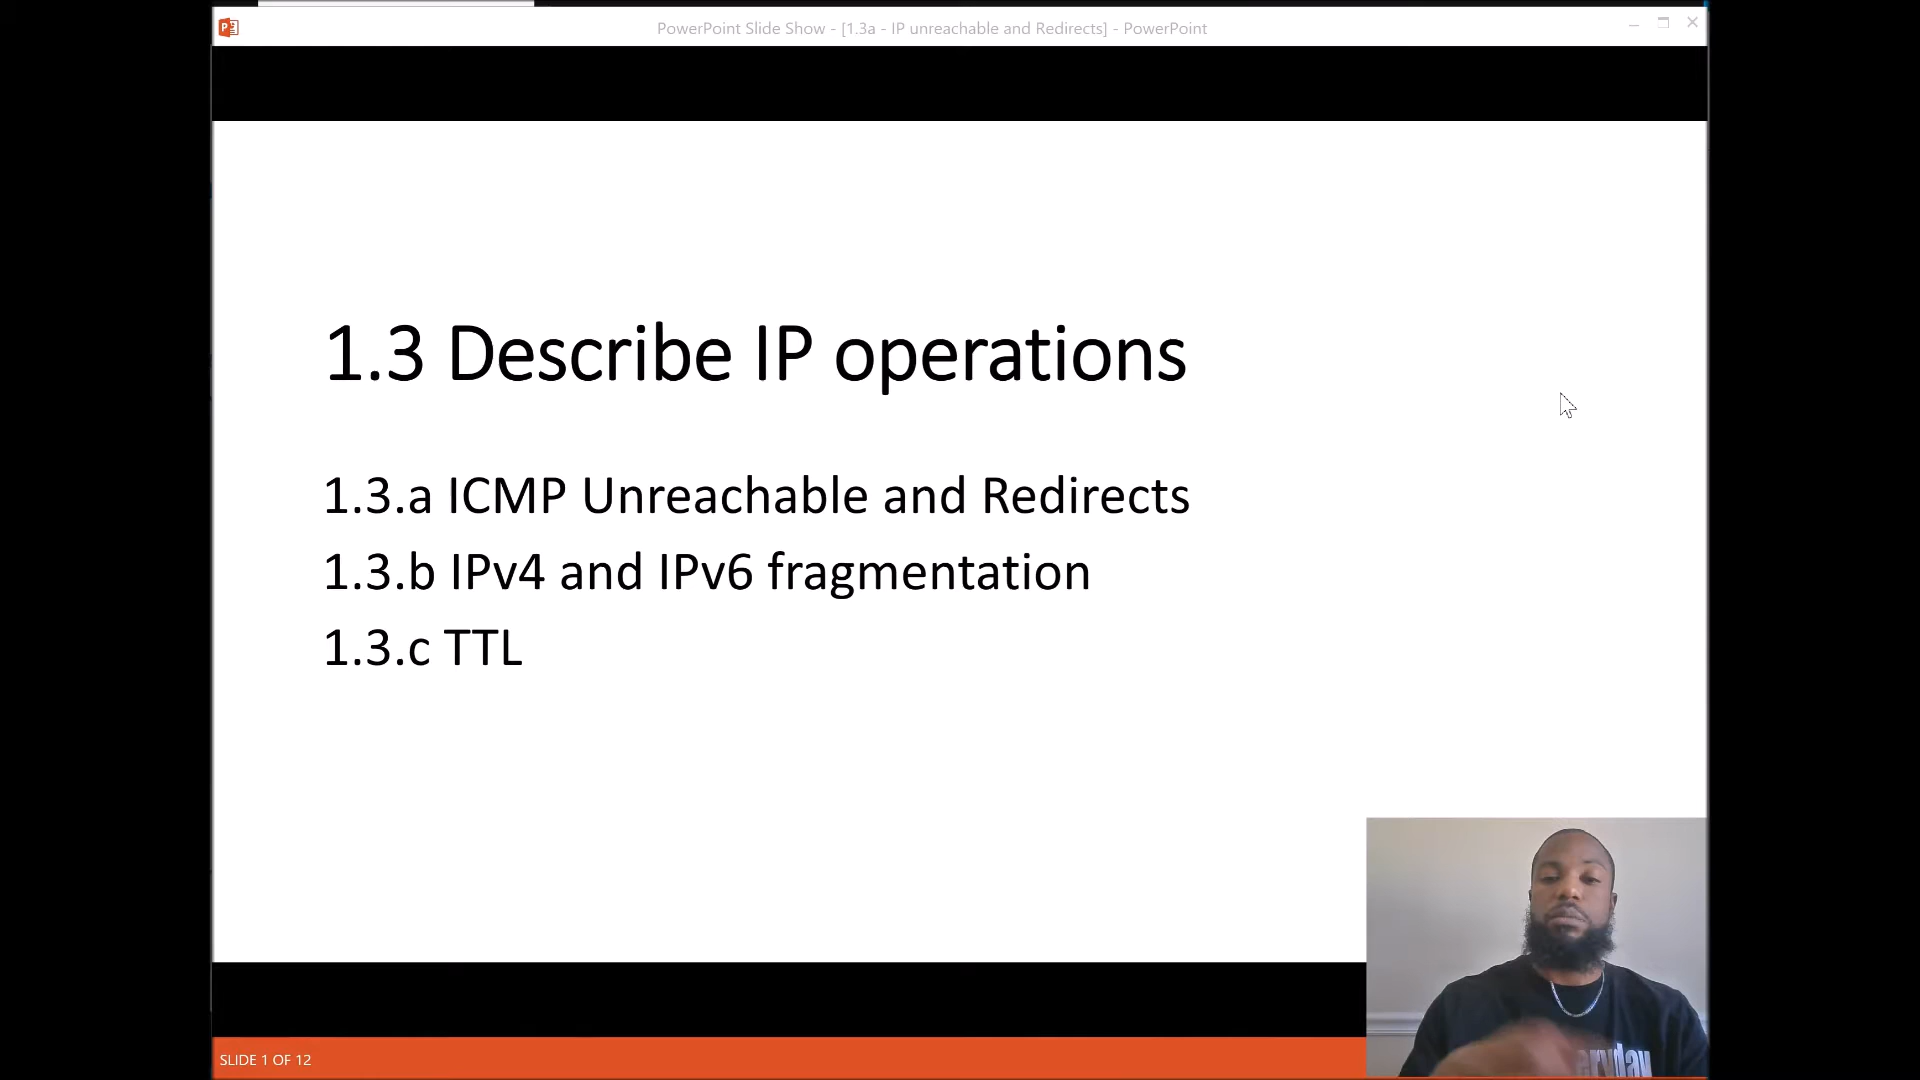 PowerPoint Slide Show - [1.3a - IP unreachable and Redirects] - PowerPoint
1.3 Describe IP operations
1.3.a ICMP Unreachable and Redirects
1.3.b IPv4 and IPv6 fragmentation
1.3.c TTL
SLIDE 1 OF 12